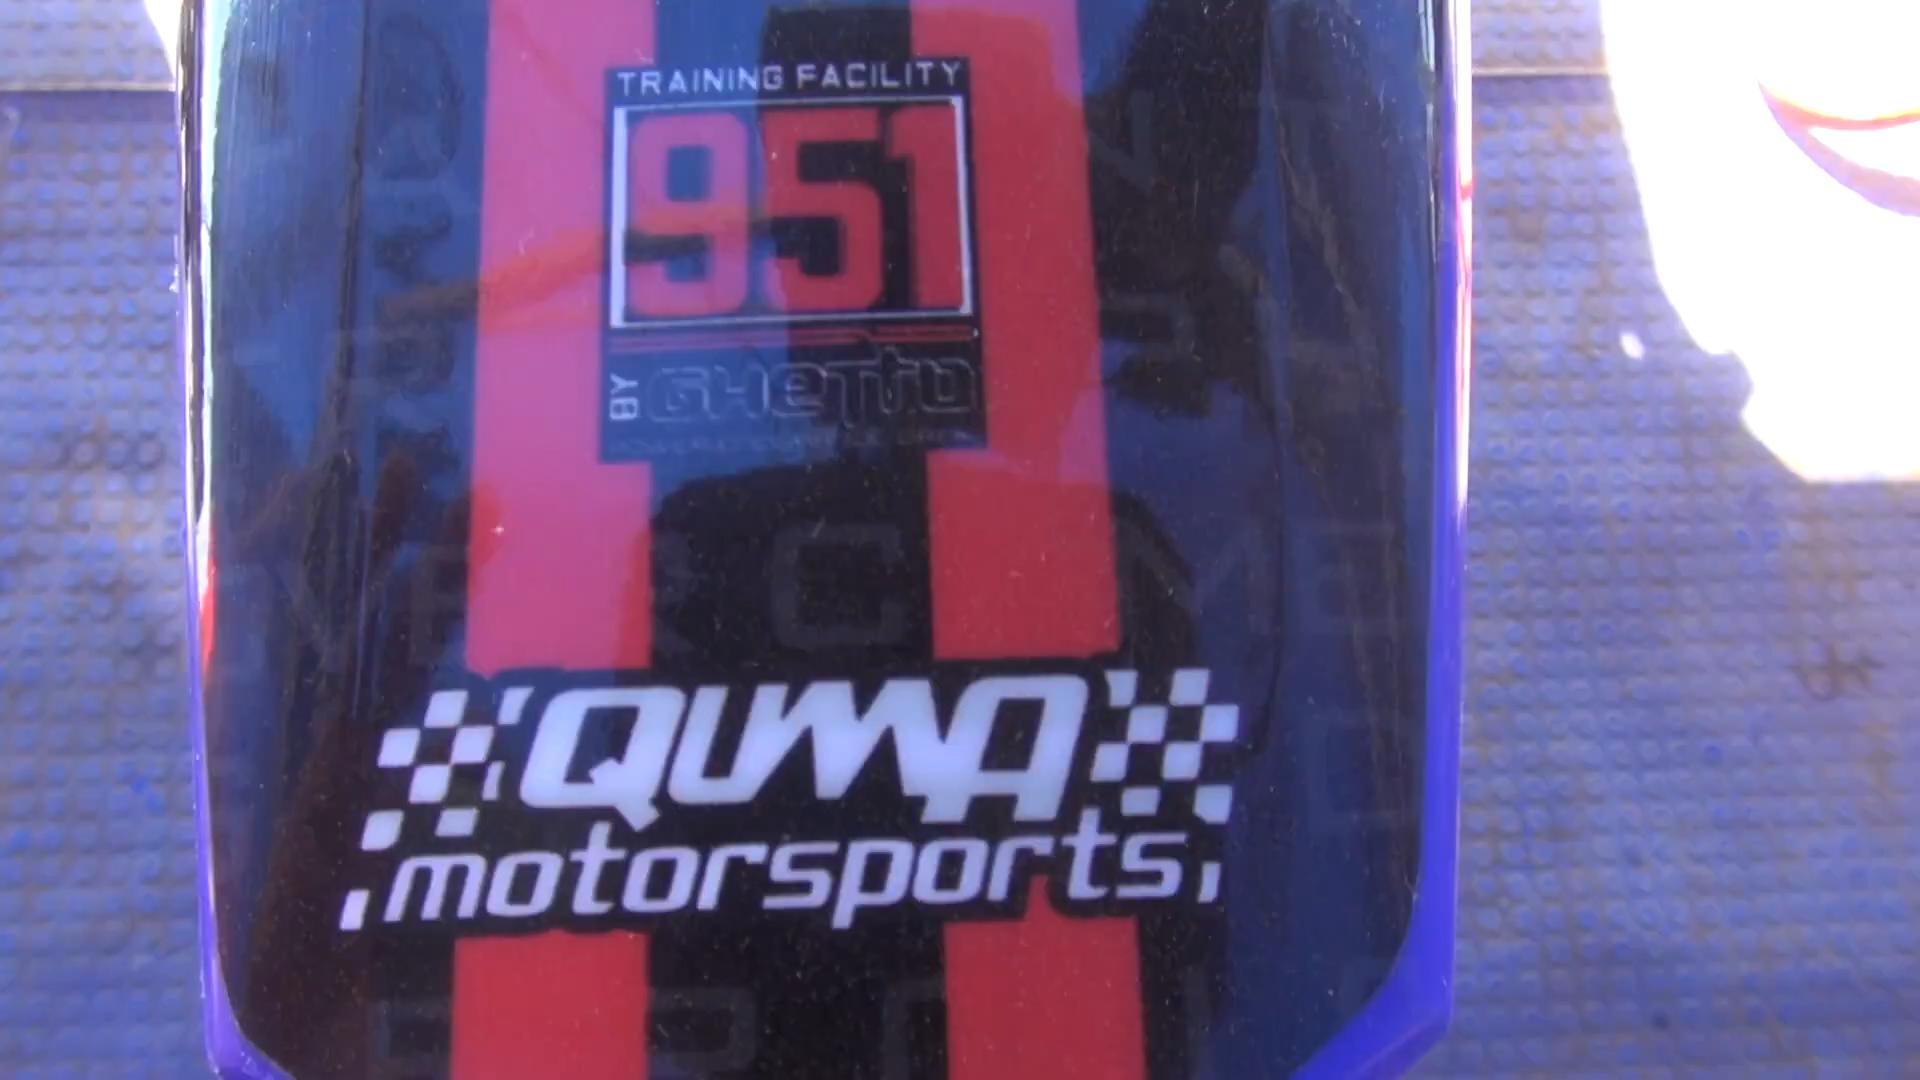 TRAINING FACILITY
951
BY GHETTO
QUMA
motorsports